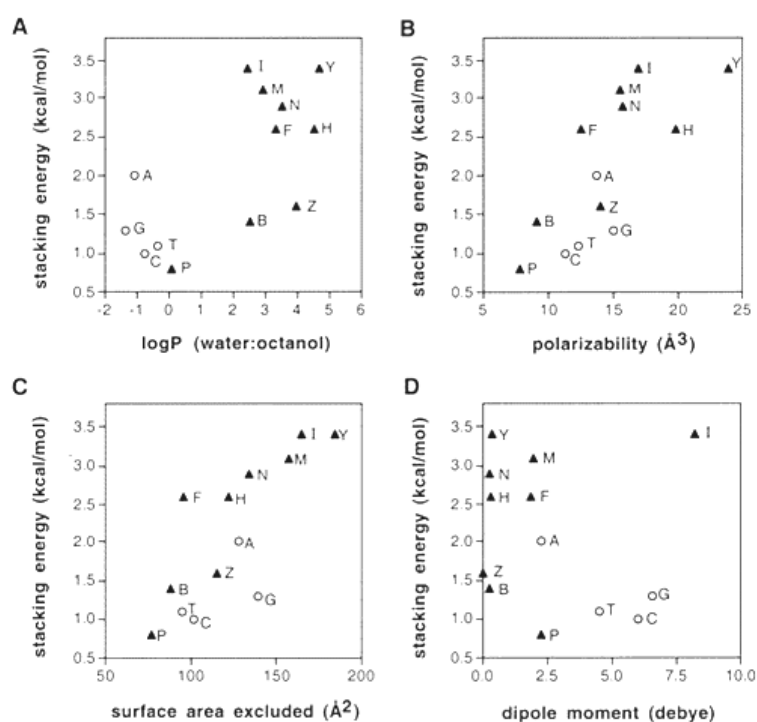 A
stacking energy (kcal/mol)
3.5
3.0
2.5
2.0
1.5
1.0
0.5
I
Y
M
N
F
H
A
Z
B
G
T
C
P
-2 -1 0 1 2 3 4 5 6
logP (water:octanol)
B
stacking energy (kcal/mol)
3.5
3.0
2.5
2.0
1.5
1.0
0.5
Y
I
M
N
F
H
A
Z
B
G
T
C
P
5 10 15 20 25
polarizability (Å3)
C
stacking energy (kcal/mol)
3.5
3.0
2.5
2.0
1.5
1.0
0.5
I
Y
M
N
F
H
A
Z
B
G
T
C
P
50 100 150 200
surface area excluded (Å2)
D
stacking energy (kcal/mol)
3.5
3.0
2.5
2.0
1.5
1.0
0.5
Y
I
M
N
H
F
A
Z
B
G
T
C
P
0.0 2.5 5.0 7.5 10.0
dipole moment (debye)